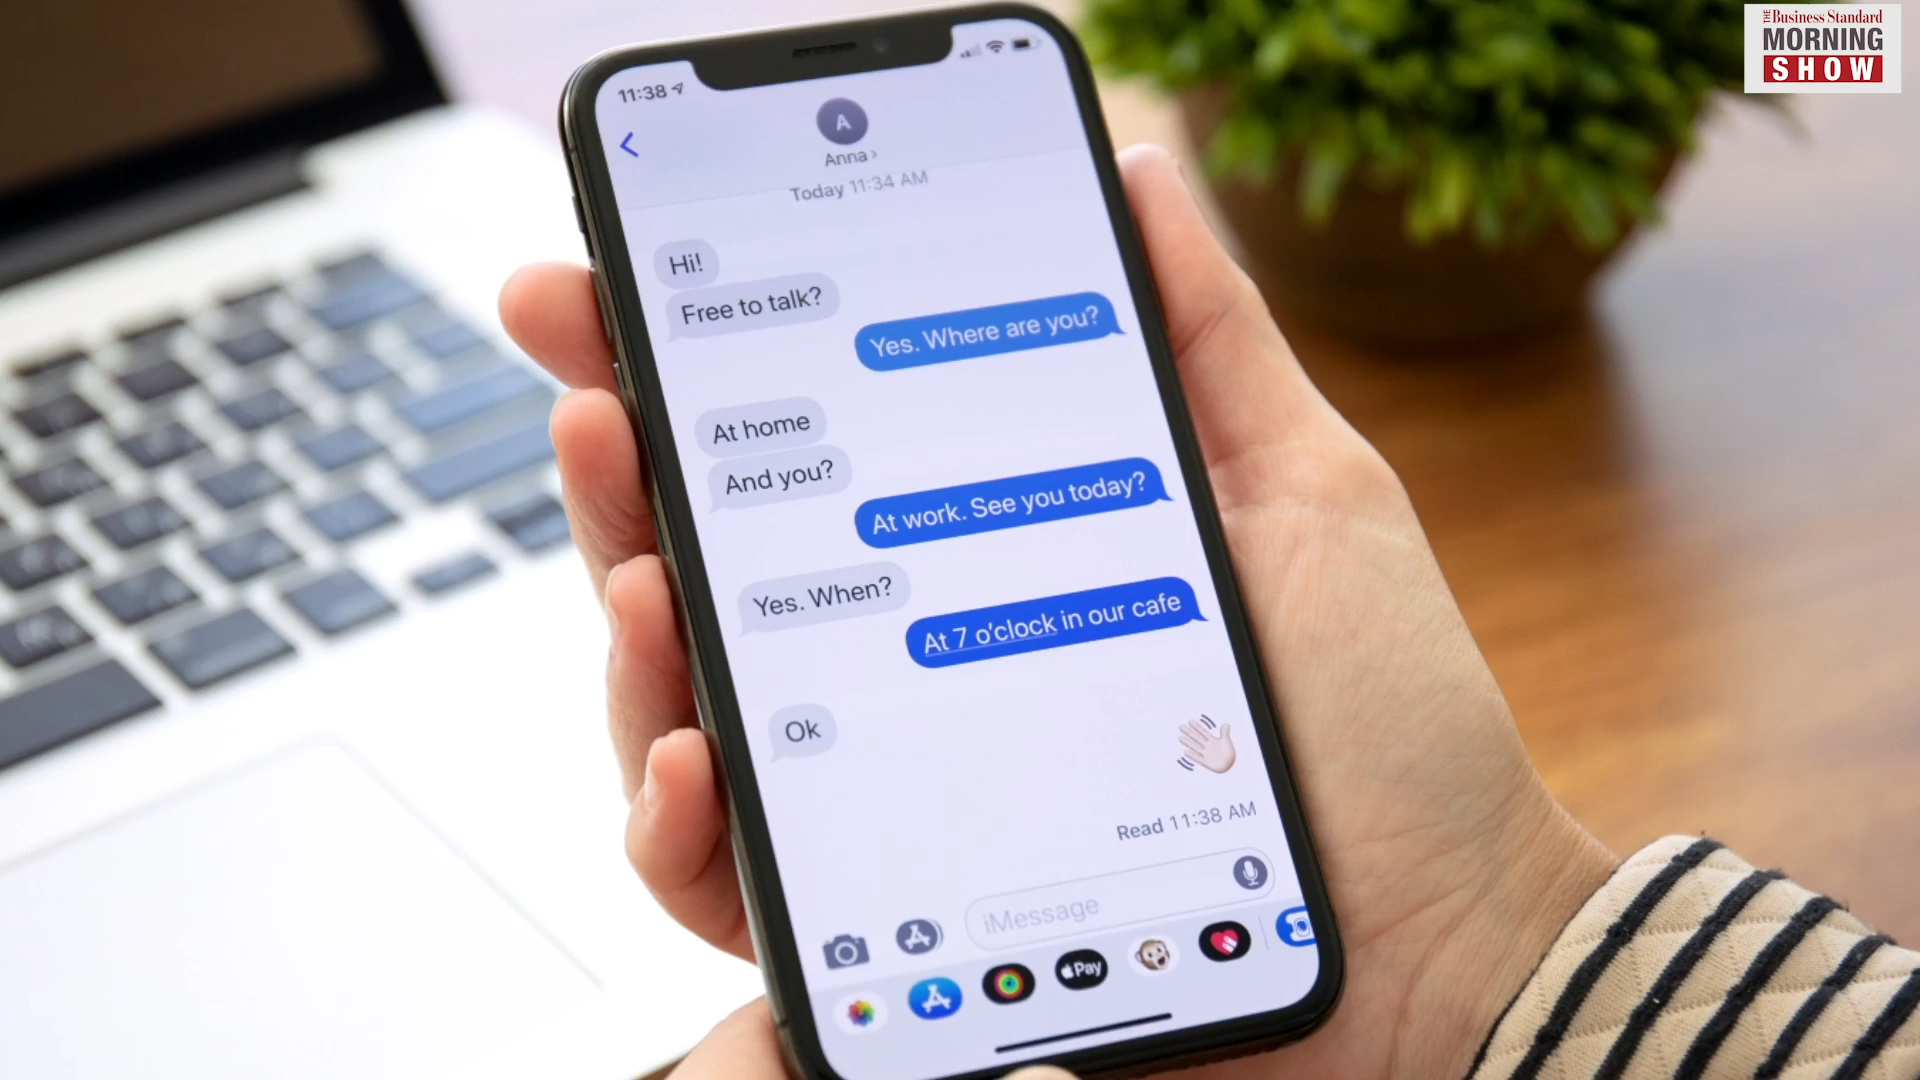 THE Business Standard
MORNING
SHOW
11:38
A
Anna
Today 11:34 AM
Hi!
Free to talk?
Yes. Where are you?
At home
And you?
At work. See you today?
Yes. When?
At 7 o'clock in our cafe
Ok
Read 11:38 AM
iMessage
Pay